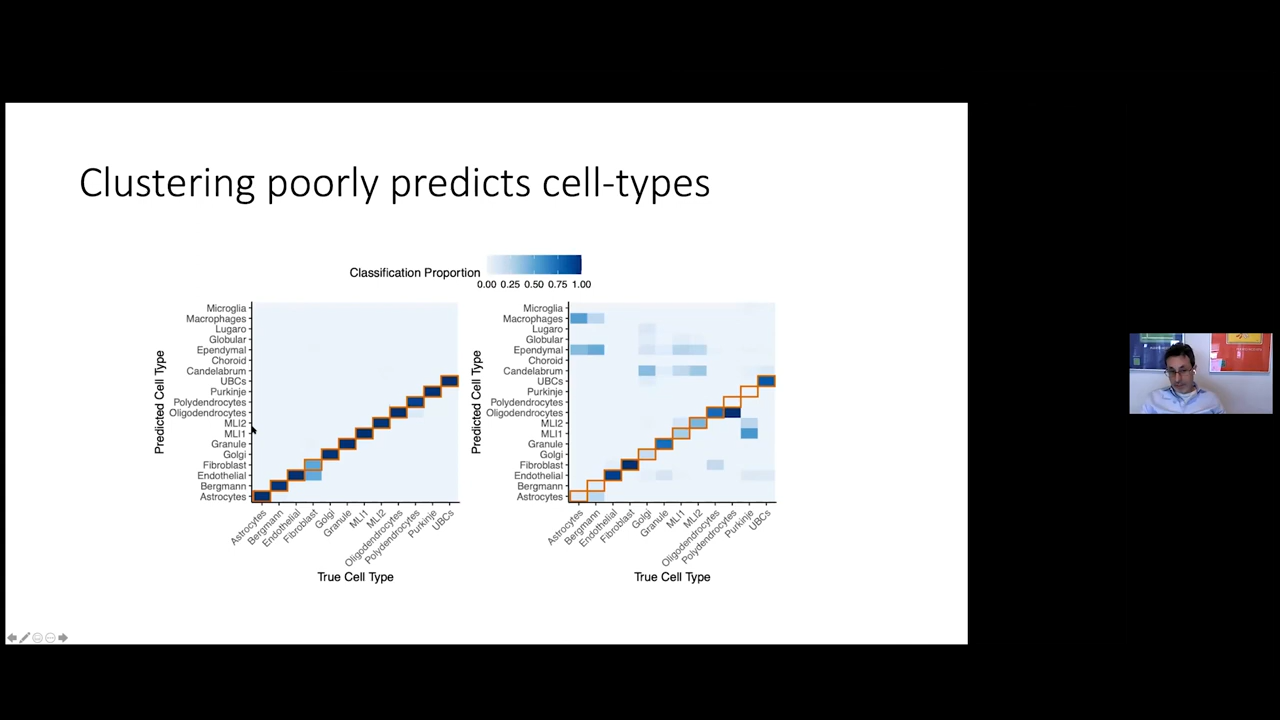 Clustering poorly predicts cell-types
Classification Proportion
0.00 0.25 0.50 0.75 1.00
Predicted Cell Type
Microglia
Macrophages
Lugaro
Globular
Ependymal
Choroid
Candelabrum
UBCs
Purkinje
Polydendrocytes
Oligodendrocytes
MLI2
MLI1
Granule
Golgi
Fibroblast
Endothelial
Bergmann
Astrocytes
Astrocytes
Bergmann
Endothelial
Fibroblast
Golgi
Granule
MLI1
MLI2
Oligodendrocytes
Polydendrocytes
Purkinje
UBCs
True Cell Type
Predicted Cell Type
Microglia
Macrophages
Lugaro
Globular
Ependymal
Choroid
Candelabrum
UBCs
Purkinje
Polydendrocytes
Oligodendrocytes
MLI2
MLI1
Granule
Golgi
Fibroblast
Endothelial
Bergmann
Astrocytes
Astrocytes
Bergmann
Endothelial
Fibroblast
Golgi
Granule
MLI1
MLI2
Oligodendrocytes
Polydendrocytes
Purkinje
UBCs
True Cell Type